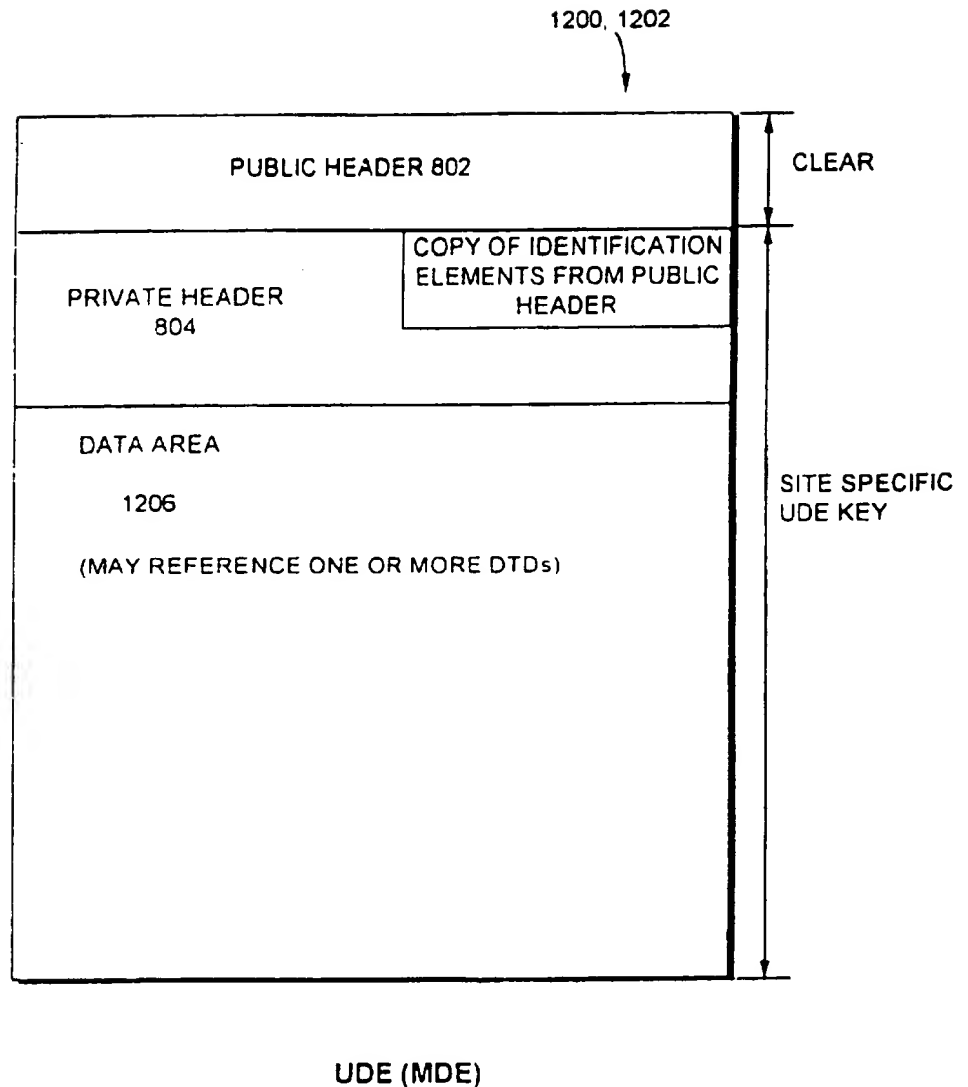 1200, 1202
PUBLIC HEADER 802
CLEAR
COPY OF IDENTIFICATION
ELEMENTS FROM PUBLIC
HEADER
PRIVATE HEADER
804
DATA AREA
1206
(MAY REFERENCE ONE OR MORE DTDs)
SITE SPECIFIC
UDE KEY
UDE (MDE)